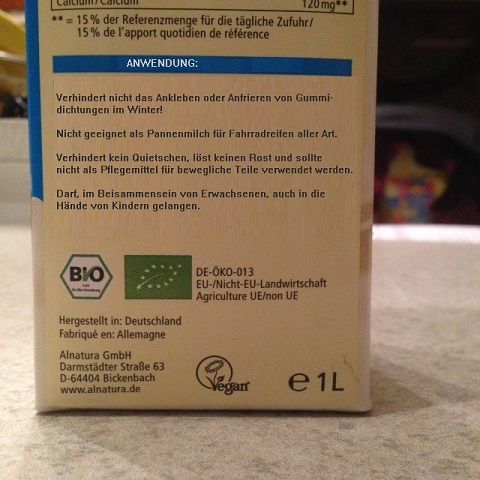 Calcium/Calcium 120mg**
** = 15% der Referenzmenge für die tägliche Zufuhr/
15% de l'apport quotidien de référence
ANWENDUNG:
Verhindert nicht das Ankleben oder Anfrieren von Gummi-
dichtungen im Winter!
Nicht geeignet als Pannenmilch für Fahrradreifen aller Art.
Verhindert kein Quietschen, löst keinen Rost und sollte
nicht als Pflegemittel für bewegliche Teile verwendet werden.
Darf, im Beisammensein von Erwachsenen, auch in die
Hände von Kindern gelangen.
BIO
nach
EG-Öko-Verordnung
DE-ÖKO-013
EU-/Nicht-EU-Landwirtschaft
Agriculture UE/non UE
Hergestellt in: Deutschland
Fabriqué en: Allemagne
Alnatura GmbH
Darmstädter Straße 63
D-64404 Bickenbach
www.alnatura.de
Vegan
e 1L